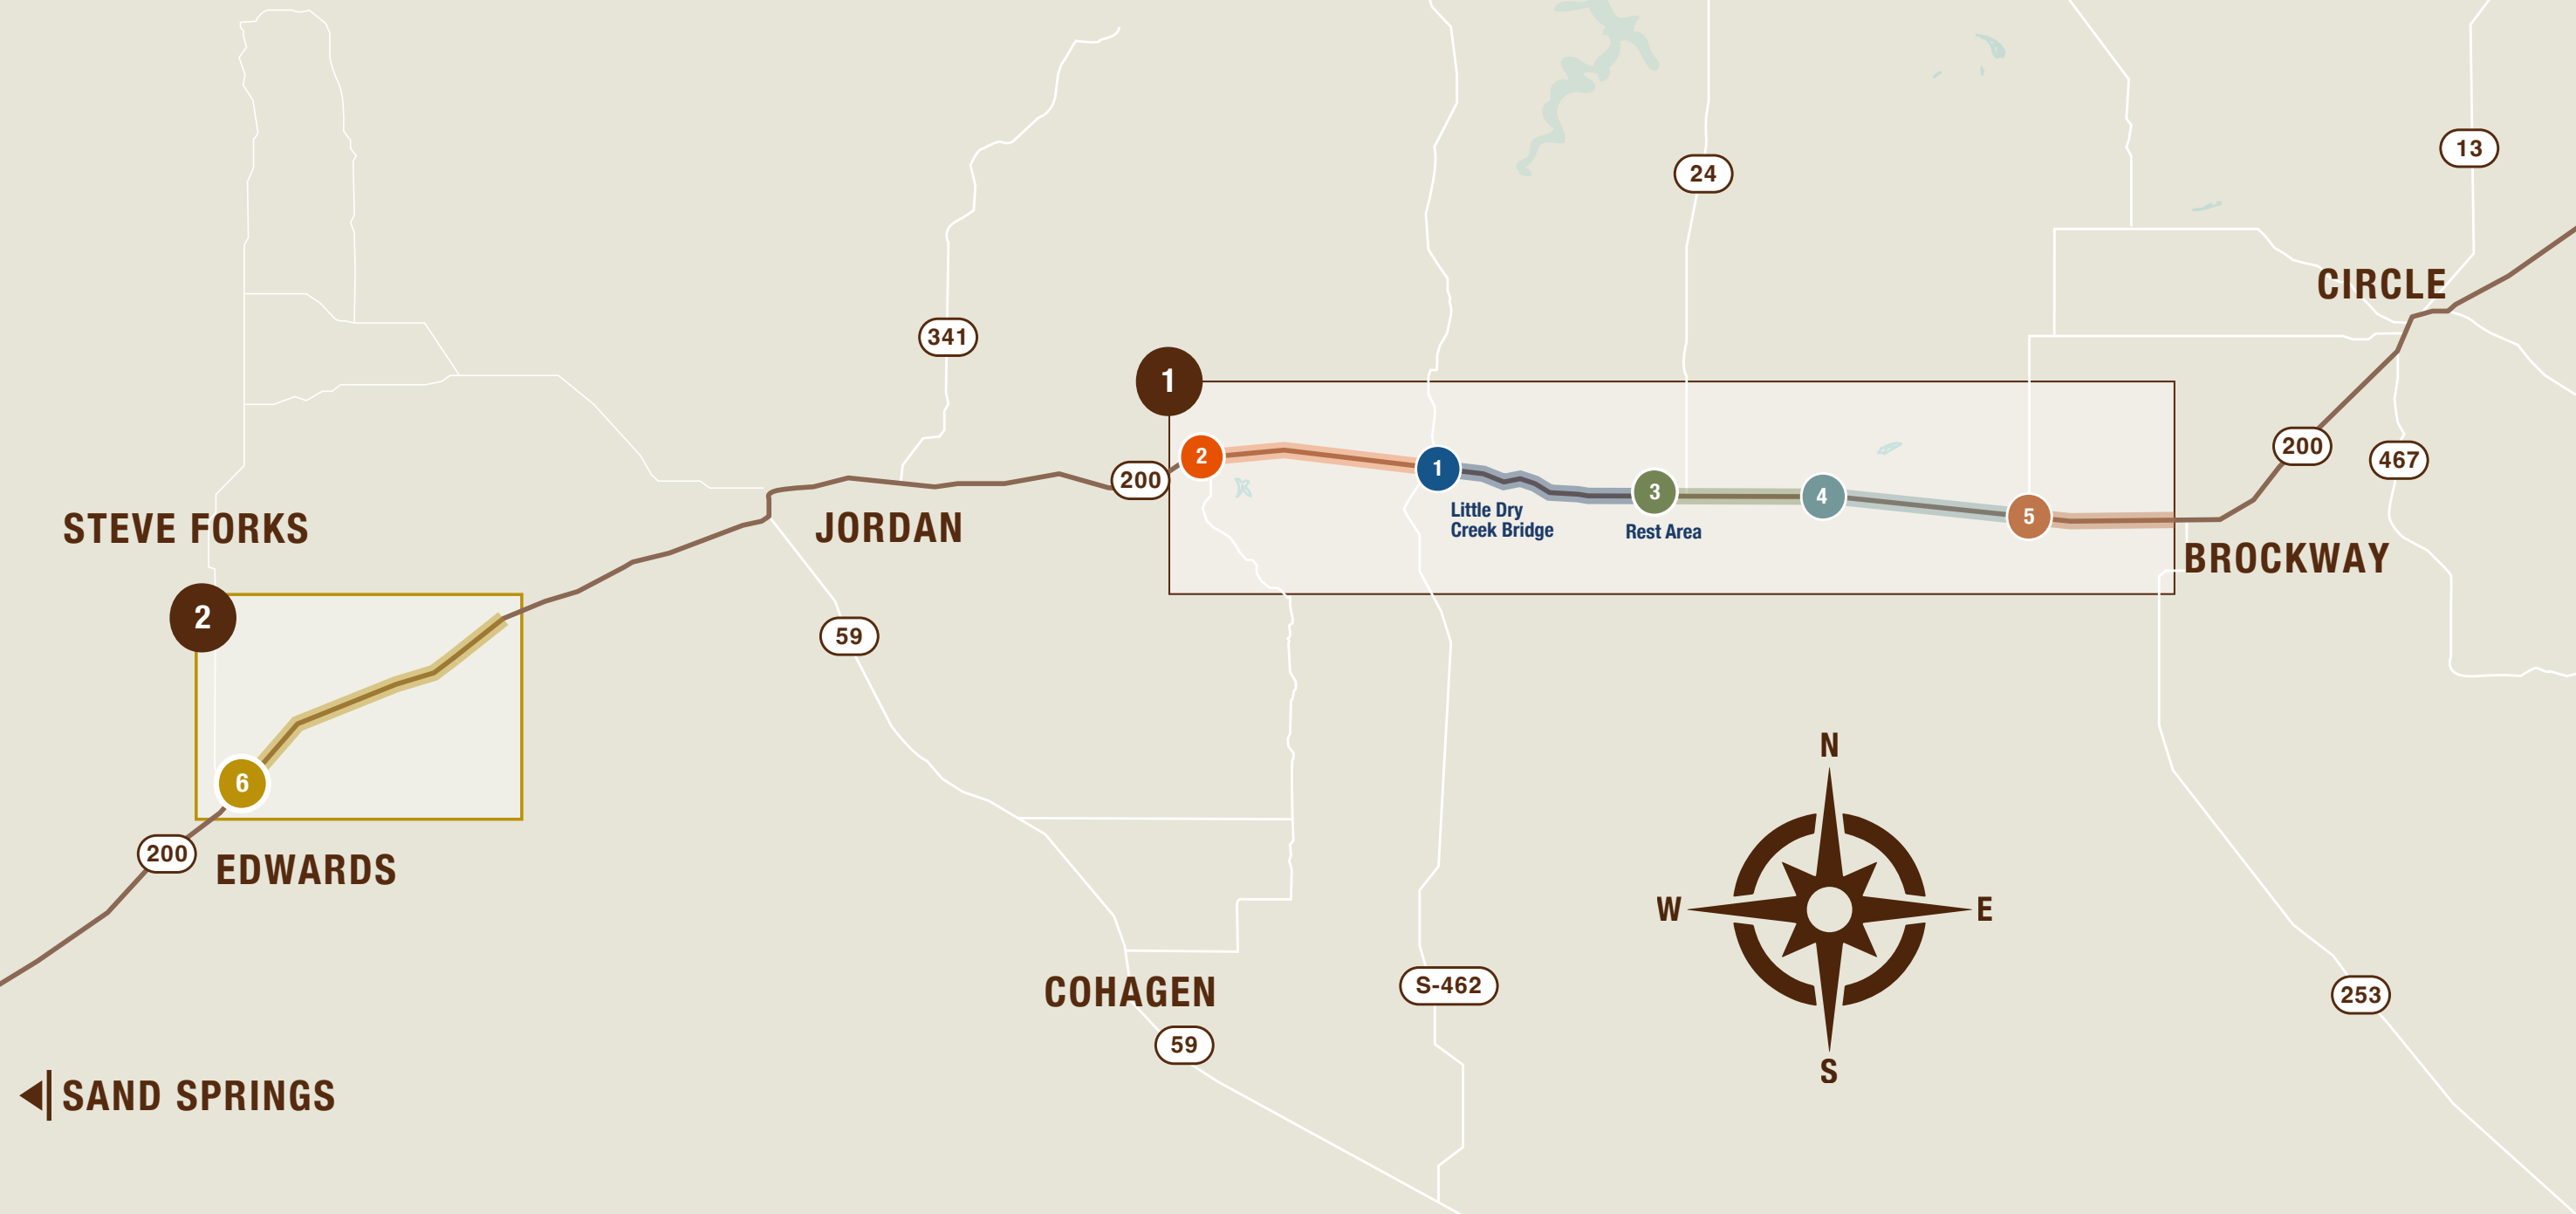 13
24
CIRCLE
341
1
200
467
2
1
3
4
5
200
Little Dry
Creek Bridge
Rest Area
STEVE FORKS
JORDAN
BROCKWAY
2
59
6
N
200
EDWARDS
W
E
COHAGEN
S-462
253
59
S
SAND SPRINGS